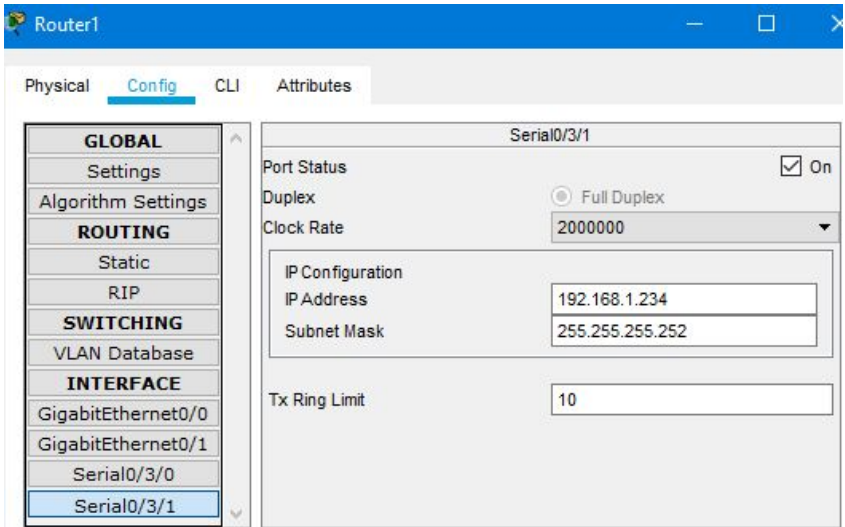 Router1
Physical Config CLI Attributes
GLOBAL
Settings
Algorithm Settings
ROUTING
Static
RIP
SWITCHING
VLAN Database
INTERFACE
GigabitEthernet0/0
GigabitEthernet0/1
Serial0/3/0
Serial0/3/1
Serial0/3/1
Port Status On
Duplex Full Duplex
Clock Rate 2000000
IP Configuration
IP Address 192.168.1.234
Subnet Mask 255.255.255.252
Tx Ring Limit 10